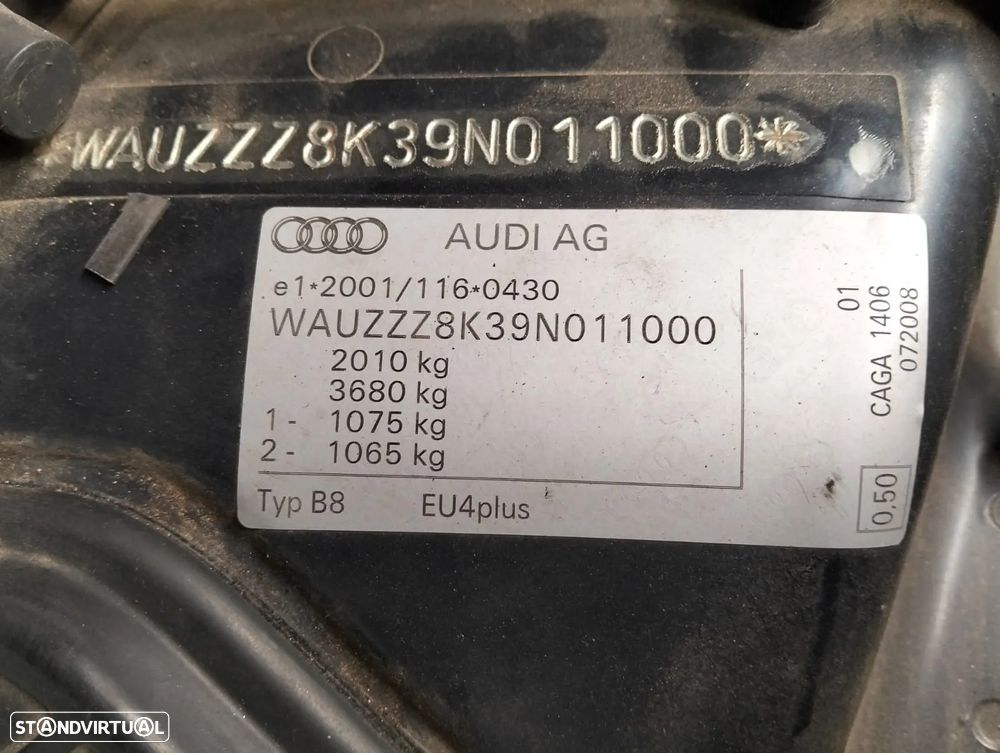 *WAUZZZ8K39N011000*
AUDI AG
e1*2001/116*0430
WAUZZZ8K39N011000
2010 kg
3680 kg
1- 1075 kg
2- 1065 kg
Typ B8 EU4plus
01
CAGA 1406
072008
0,50
STANDVIRTUAL